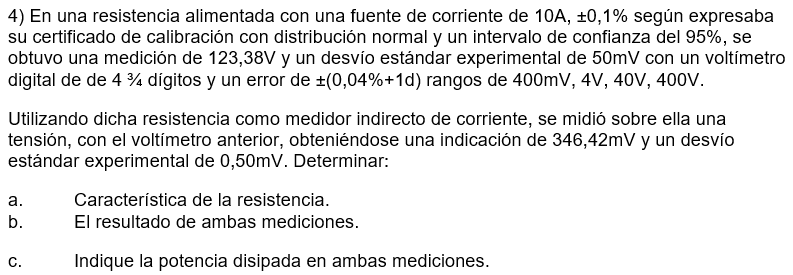 4) En una resistencia alimentada con una fuente de corriente de 10A, ±0,1% según expresaba
su certificado de calibración con distribución normal y un intervalo de confianza del 95%, se
obtuvo una medición de 123,38V y un desvío estándar experimental de 50mV con un voltímetro
digital de de 4 ¾ dígitos y un error de ±(0,04%+1d) rangos de 400mV, 4V, 40V, 400V.
Utilizando dicha resistencia como medidor indirecto de corriente, se midió sobre ella una
tensión, con el voltímetro anterior, obteniéndose una indicación de 346,42mV y un desvío
estándar experimental de 0,50mV. Determinar:
a. Característica de la resistencia.
b. El resultado de ambas mediciones.
c. Indique la potencia disipada en ambas mediciones.